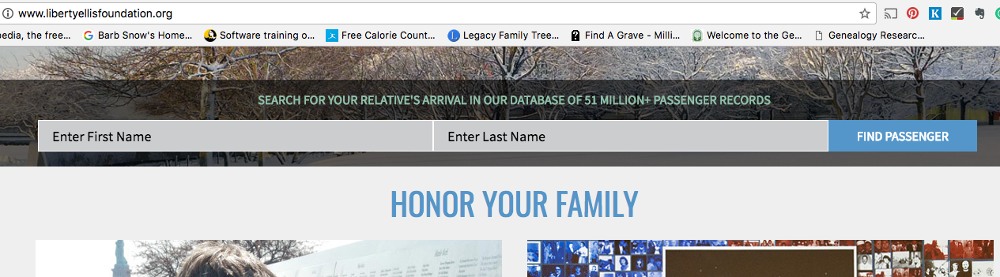 www.libertyellisfoundation.org
pedia, the free... Barb Snow's Home... Software training o... Free Calorie Count... Legacy Family Tree... Find A Grave - Milli... Welcome to the Ge... Genealogy Researc...
SEARCH FOR YOUR RELATIVE'S ARRIVAL IN OUR DATABASE OF 51 MILLION+ PASSENGER RECORDS
Enter First Name Enter Last Name FIND PASSENGER
HONOR YOUR FAMILY